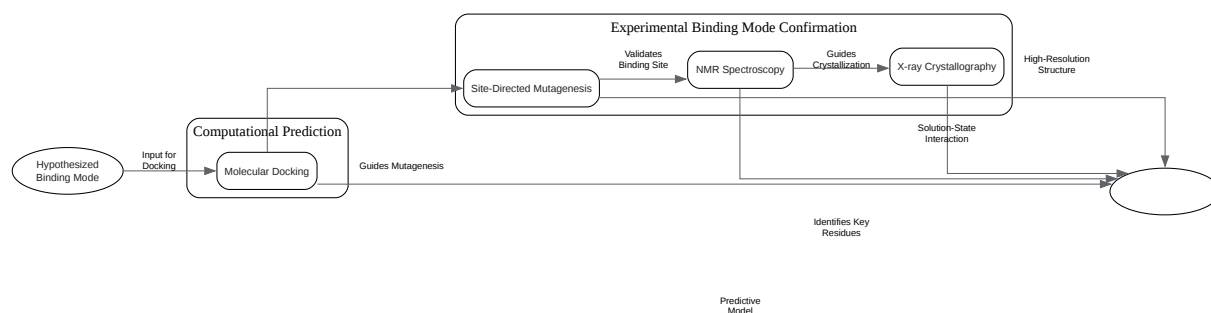 Experimental Binding Mode Confirmation
Validates
Binding Site
Guides
Crystallization
High-Resolution
Structure
NMR Spectroscopy
X-ray Crystallography
Site-Directed Mutagenesis
Computational Prediction
Solution-State
Interaction
Input for
Docking
Hypothesized
Binding Mode
Molecular Docking
Guides Mutagenesis
Identifies Key
Residues
Predictive
Model